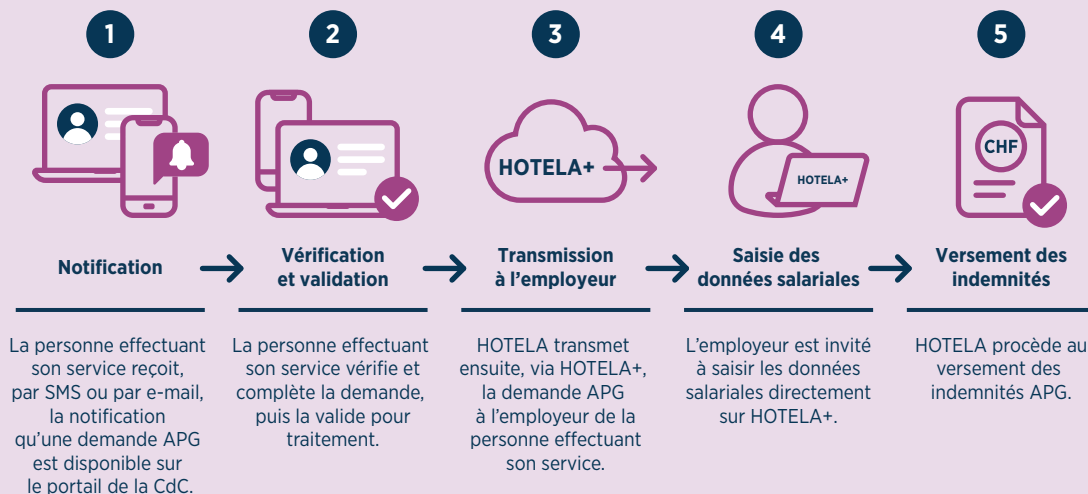 1
2
3
4
5
HOTELA+
HOTELA+
CHF
Notification
Vérification
et validation
Transmission
à l'employeur
Saisie des
données salariales
Versement des
indemnités
La personne effectuant
son service reçoit,
par SMS ou par e-mail,
la notification
qu'une demande APG
est disponible sur
le portail de la CdC.
La personne effectuant
son service vérifie et
complète la demande,
puis la valide pour
traitement.
HOTELA transmet
ensuite, via HOTELA+,
la demande APG
à l'employeur de la
personne effectuant
son service.
L'employeur est invité
à saisir les données
salariales directement
sur HOTELA+.
HOTELA procède au
versement des
indemnités APG.